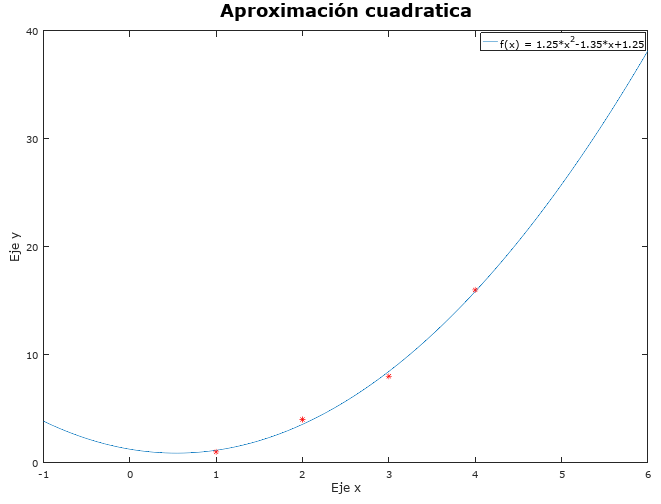 Aproximación cuadratica
f(x) = 1.25*x^2-1.35*x+1.25
40
30
20
10
0
Eje y
-1 0 1 2 3 4 5 6
Eje x